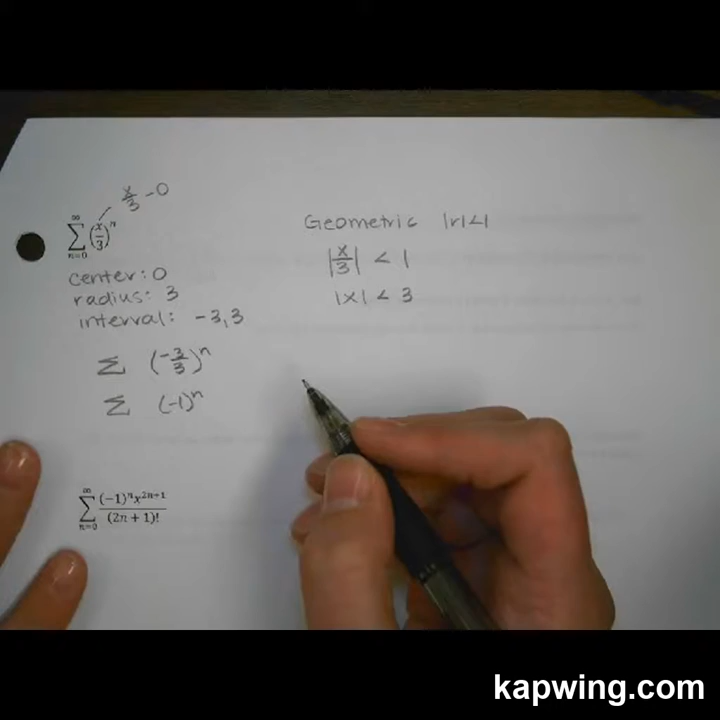 x/3 - 0
∞
∑ (x/3)^n
n=0
center: 0
radius: 3
interval: -3,3
∑ (-3/3)^n
∑ (-1)^n
Geometric |r|<1
|x/3| < 1
|x| < 3
∞
∑ (-1)^n x^{2n+1} / (2n + 1)!
n=0
kapwing.com